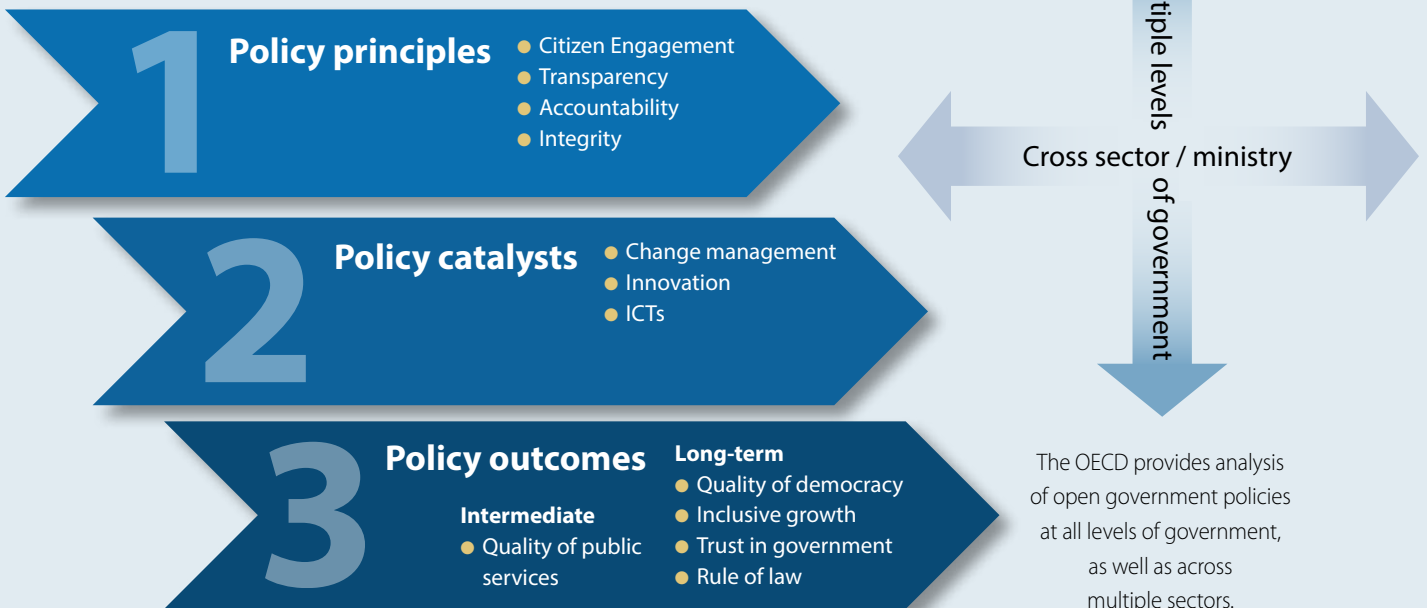 1
Policy principles
Citizen Engagement
Transparency
Accountability
Integrity
2
Policy catalysts
Change management
Innovation
ICTs
3
Policy outcomes
Intermediate
Quality of public
services
Long-term
Quality of democracy
Inclusive growth
Trust in government
Rule of law
levels of government
Cross sector / ministry
The OECD provides analysis
of open government policies
at all levels of government,
as well as across
multiple sectors.